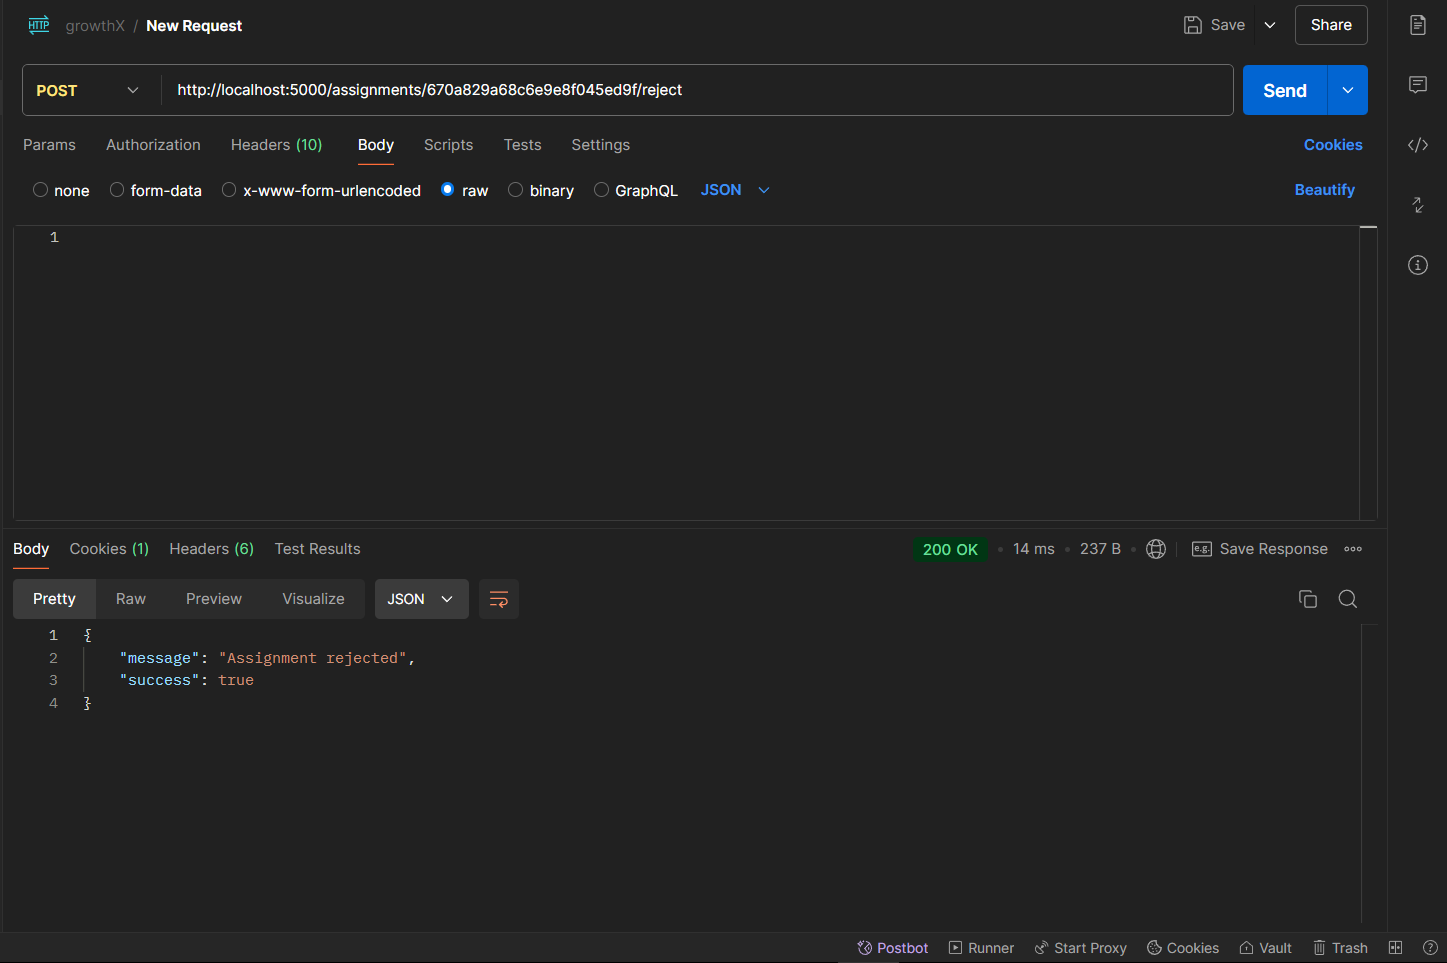 HTTP growthX / New Request Save Share
POST http://localhost:5000/assignments/670a829a68c6e9e8f045ed9f/reject Send
Params Authorization Headers (10) Body Scripts Tests Settings Cookies
none form-data x-www-form-urlencoded raw binary GraphQL JSON Beautify
1
Body Cookies (1) Headers (6) Test Results 200 OK • 14 ms • 237 B • e.g. Save Response
Pretty Raw Preview Visualize JSON
1 {
2 "message": "Assignment rejected",
3 "success": true
4 }
Postbot Runner Start Proxy Cookies Vault Trash